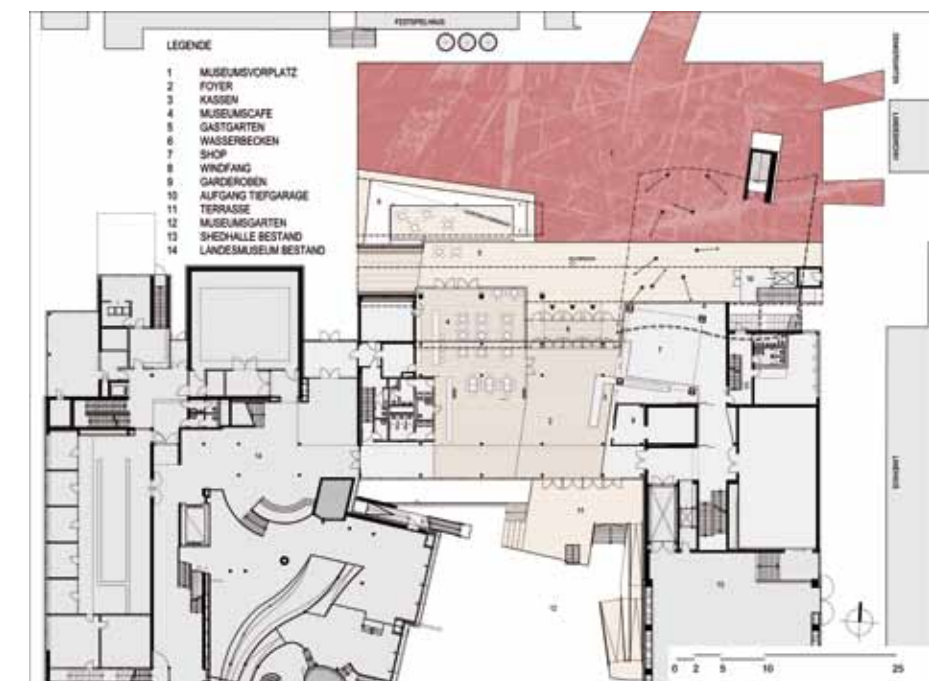 FESTSPIELHAUS
LEGENDE
1 MUSEUMSVORPLATZ
2 FOYER
3 KASSEN
4 MUSEUMSCAFE
5 GASTGARTEN
6 WASSERBECKEN
7 SHOP
8 WINDFANG
9 GARDEROBEN
10 AUFGANG TIEFGARAGE
11 TERRASSE
12 MUSEUMSGARTEN
13 SHEDHALLE BESTAND
14 LANDESMUSEUM BESTAND
0 2 5 10 25